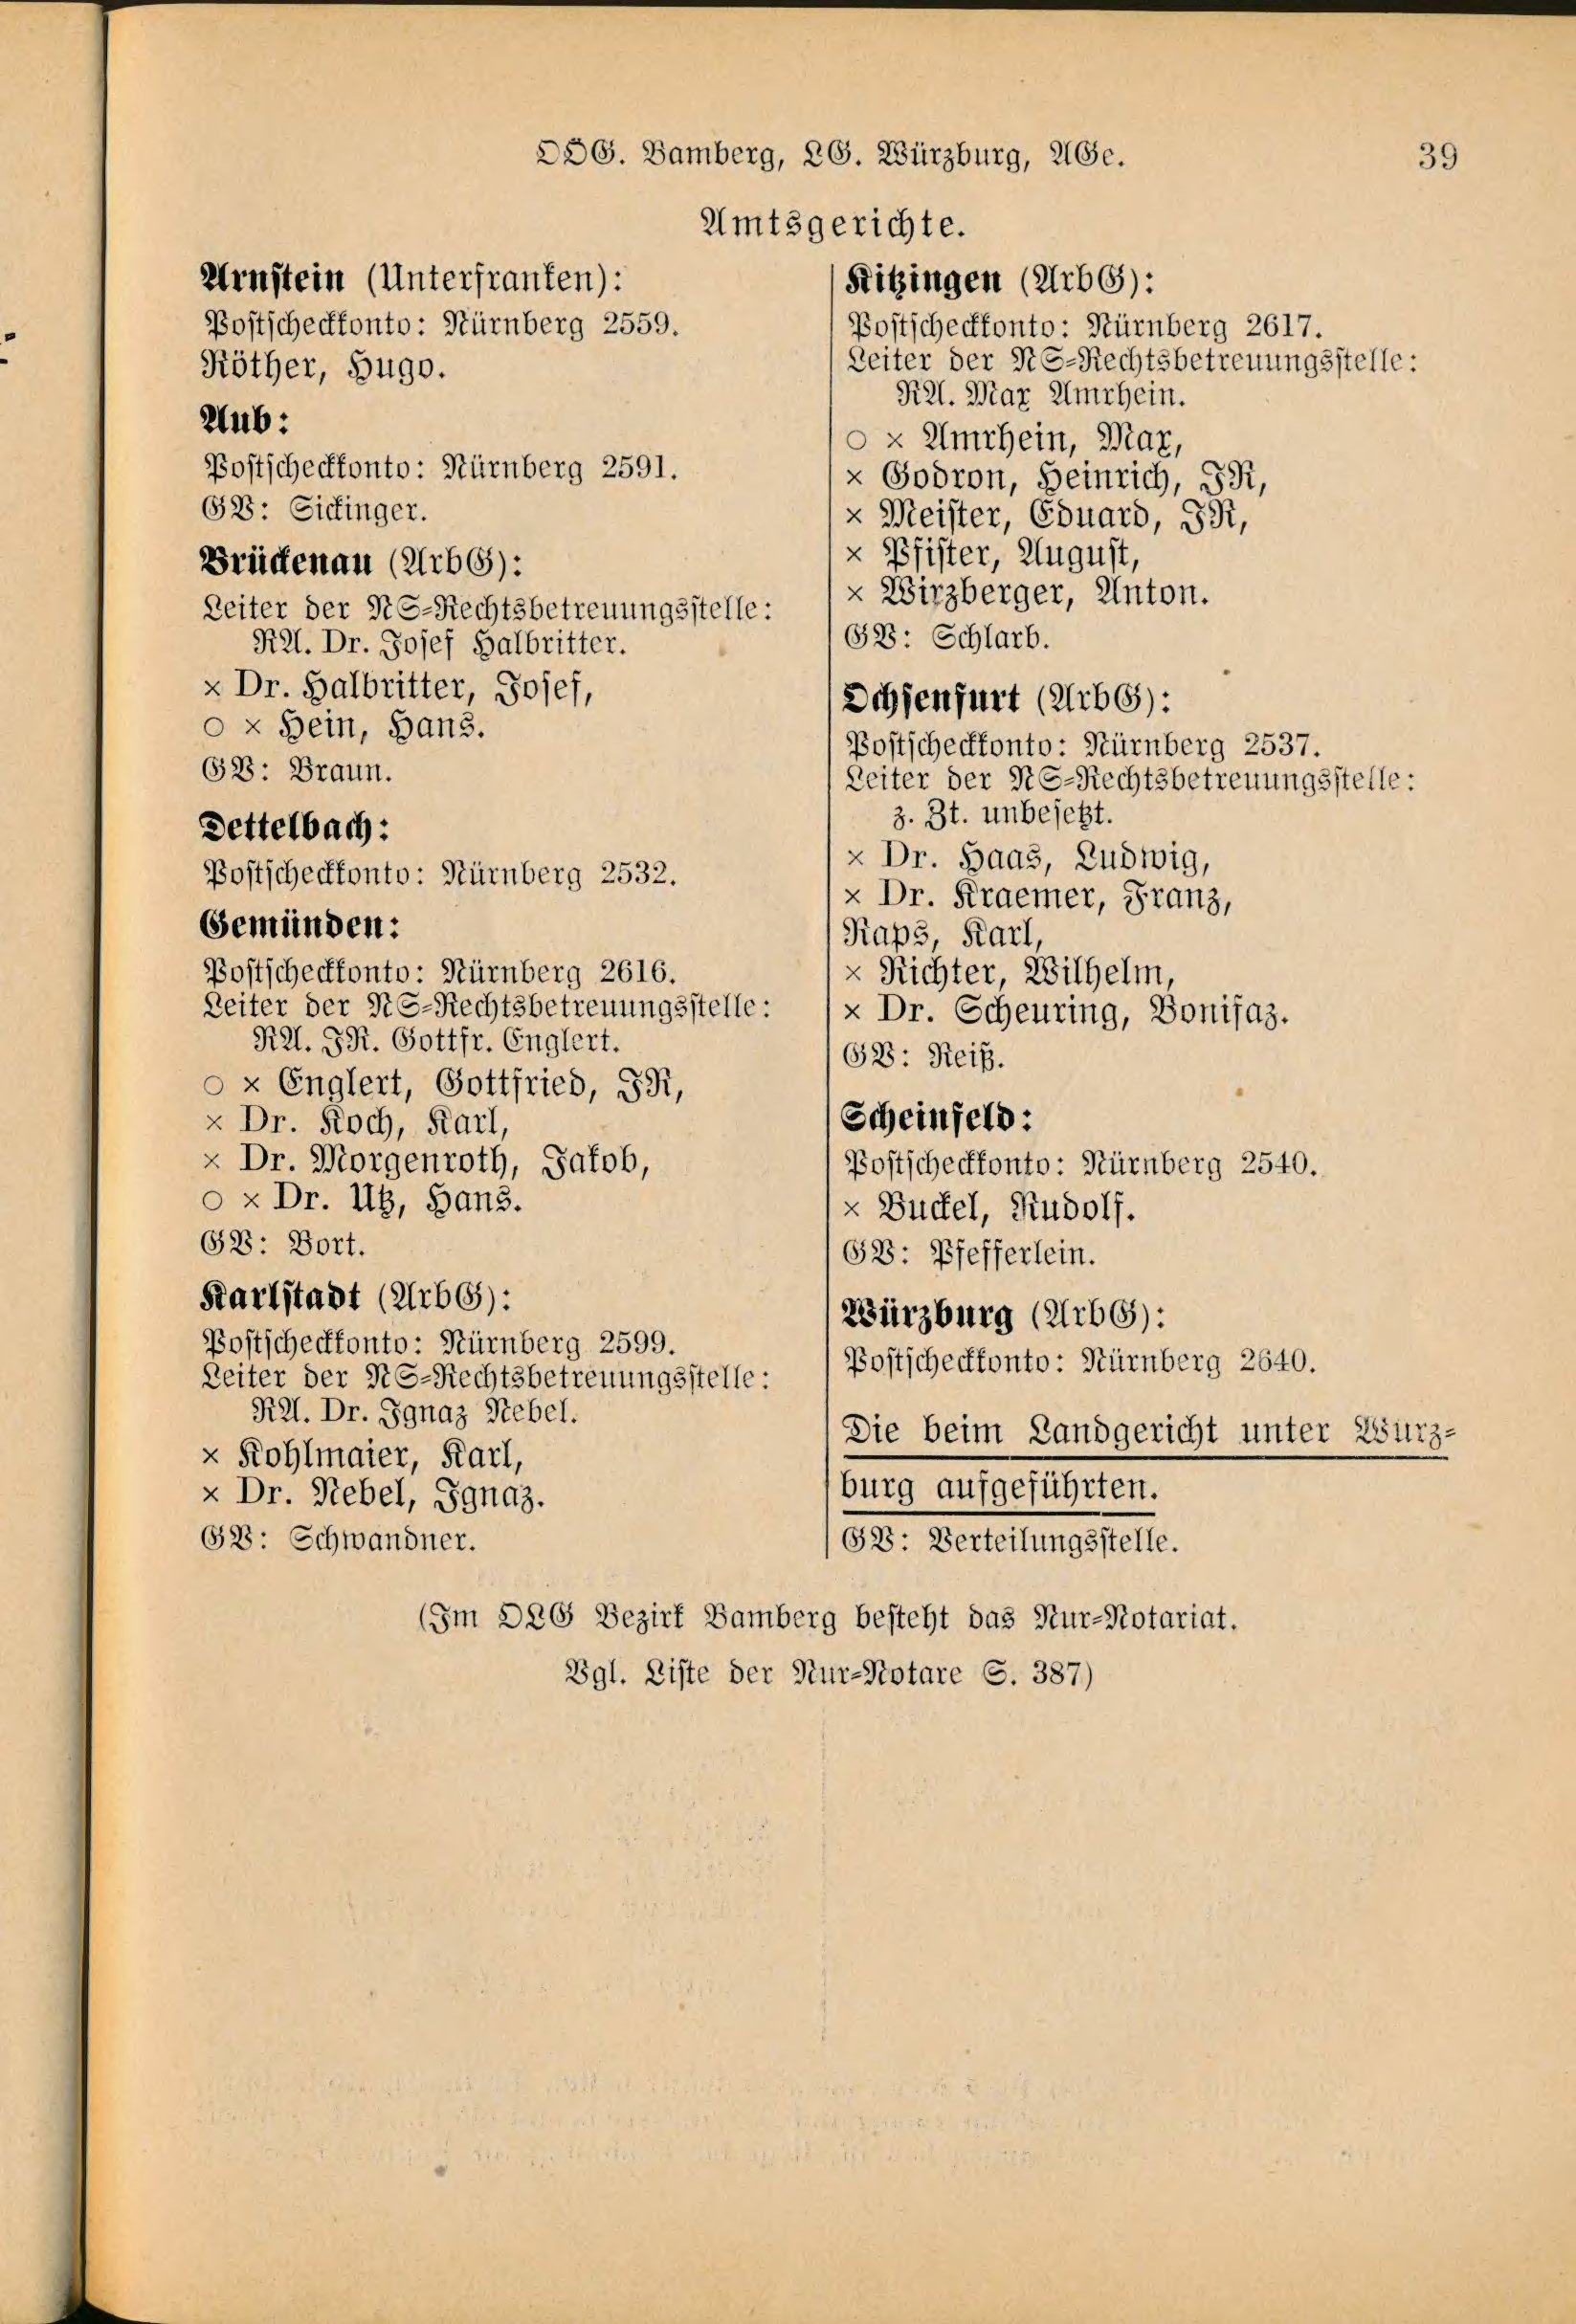 OLG. Bamberg, LG. Würzburg, AGe.
39
Amtsgerichte.
Arnstein (Unterfranken):
Postscheckkonto: Nürnberg 2559.
Röther, Hugo.
Aub:
Postscheckkonto: Nürnberg 2591.
GV: Sickinger.
Brückenau (ArbG):
Leiter der NS-Rechtsbetreuungsstelle:
RA. Dr. Josef Halbritter.
× Dr. Halbritter, Josef,
○ × Hein, Hans.
GV: Braun.
Dettelbach:
Postscheckkonto: Nürnberg 2532.
Gemünden:
Postscheckkonto: Nürnberg 2616.
Leiter der NS-Rechtsbetreuungsstelle:
RA. JR. Gottfr. Englert.
○ × Englert, Gottfried, JR,
× Dr. Koch, Karl,
× Dr. Morgenroth, Jakob,
○ × Dr. Utz, Hans.
GV: Bort.
Karlstadt (ArbG):
Postscheckkonto: Nürnberg 2599.
Leiter der NS-Rechtsbetreuungsstelle:
RA. Dr. Ignaz Nebel.
× Kohlmaier, Karl,
× Dr. Nebel, Ignaz.
GV: Schwandner.
Kitzingen (ArbG):
Postscheckkonto: Nürnberg 2617.
Leiter der NS-Rechtsbetreuungsstelle:
RA. Max Amrhein.
○ × Amrhein, Max,
× Godron, Heinrich, JR,
× Meister, Eduard, JR,
× Pfister, August,
× Wirzberger, Anton.
GV: Schlarb.
Ochsenfurt (ArbG):
Postscheckkonto: Nürnberg 2537.
Leiter der NS-Rechtsbetreuungsstelle:
z. Zt. unbesetzt.
× Dr. Haas, Ludwig,
× Dr. Kraemer, Franz,
Raps, Karl,
× Richter, Wilhelm,
× Dr. Scheuring, Bonifaz.
GV: Reiß.
Scheinfeld:
Postscheckkonto: Nürnberg 2540.
× Buckel, Rudolf.
GV: Pfefferlein.
Würzburg (ArbG):
Postscheckkonto: Nürnberg 2640.
Die beim Landgericht unter Würz-
burg aufgeführten.
GV: Verteilungsstelle.
(Im OLG Bezirk Bamberg besteht das Nur-Notariat.
Vgl. Liste der Nur-Notare S. 387)